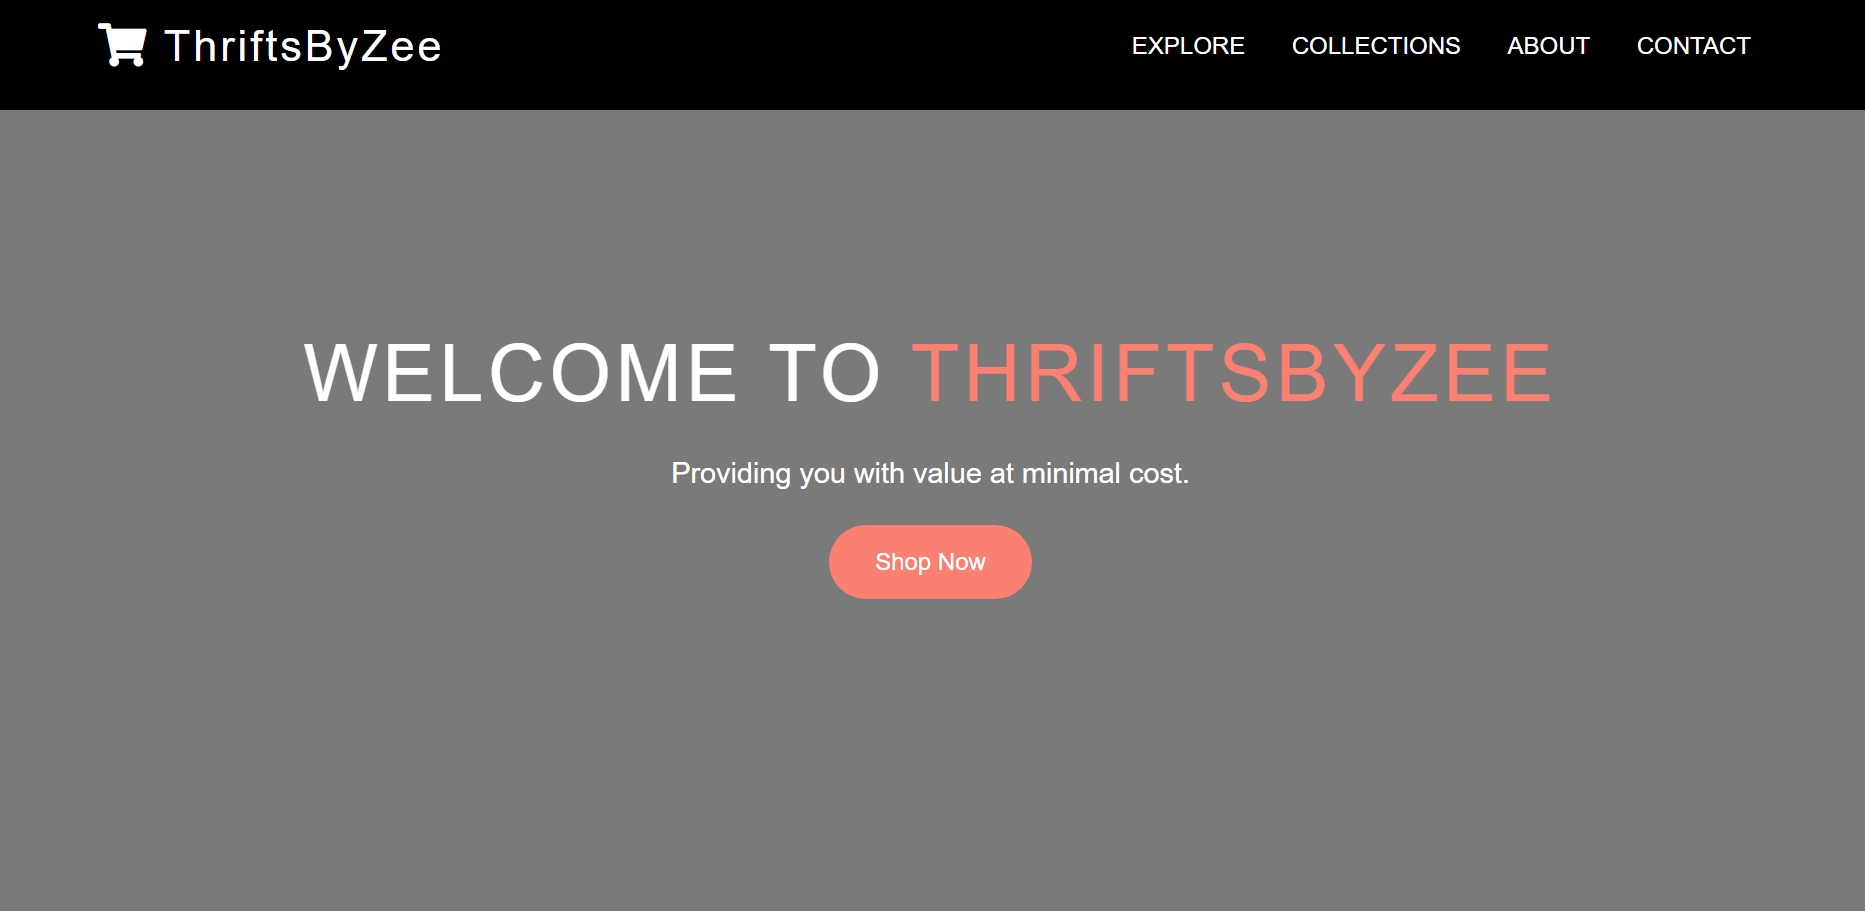 ThriftsByZee
EXPLORE COLLECTIONS ABOUT CONTACT
WELCOME TO THRIFTSBYZEE
Providing you with value at minimal cost.
Shop Now